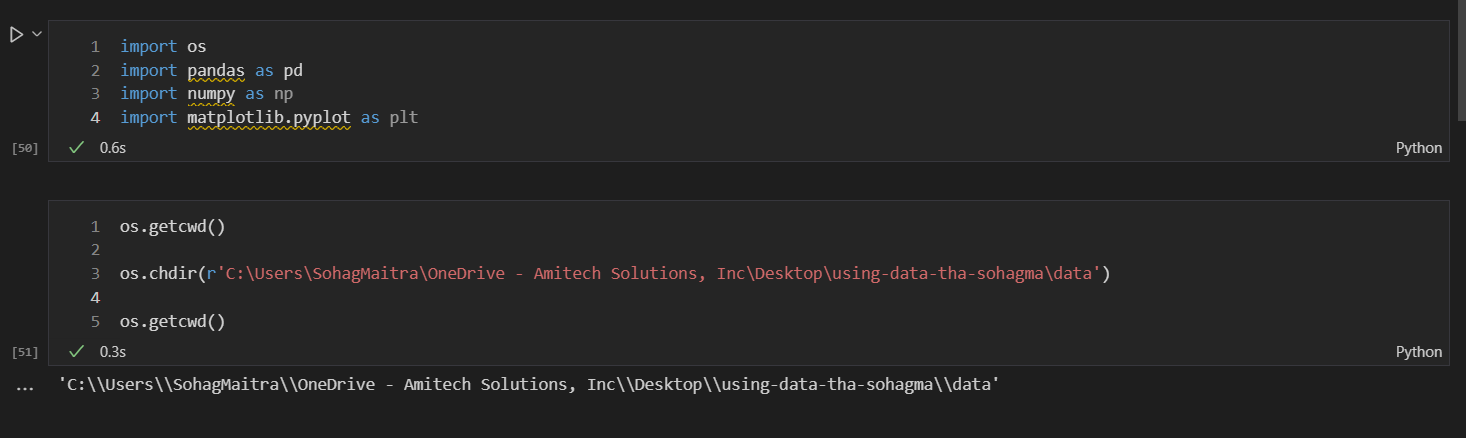 1 import os
2 import pandas as pd
3 import numpy as np
4 import matplotlib.pyplot as plt
[50] 0.6s Python
1 os.getcwd()
2
3 os.chdir(r'C:\Users\SohagMaitra\OneDrive - Amitech Solutions, Inc\Desktop\using-data-tha-sohagma\data')
4
5 os.getcwd()
[51] 0.3s Python
... 'C:\\Users\\SohagMaitra\\OneDrive - Amitech Solutions, Inc\\Desktop\\using-data-tha-sohagma\\data'